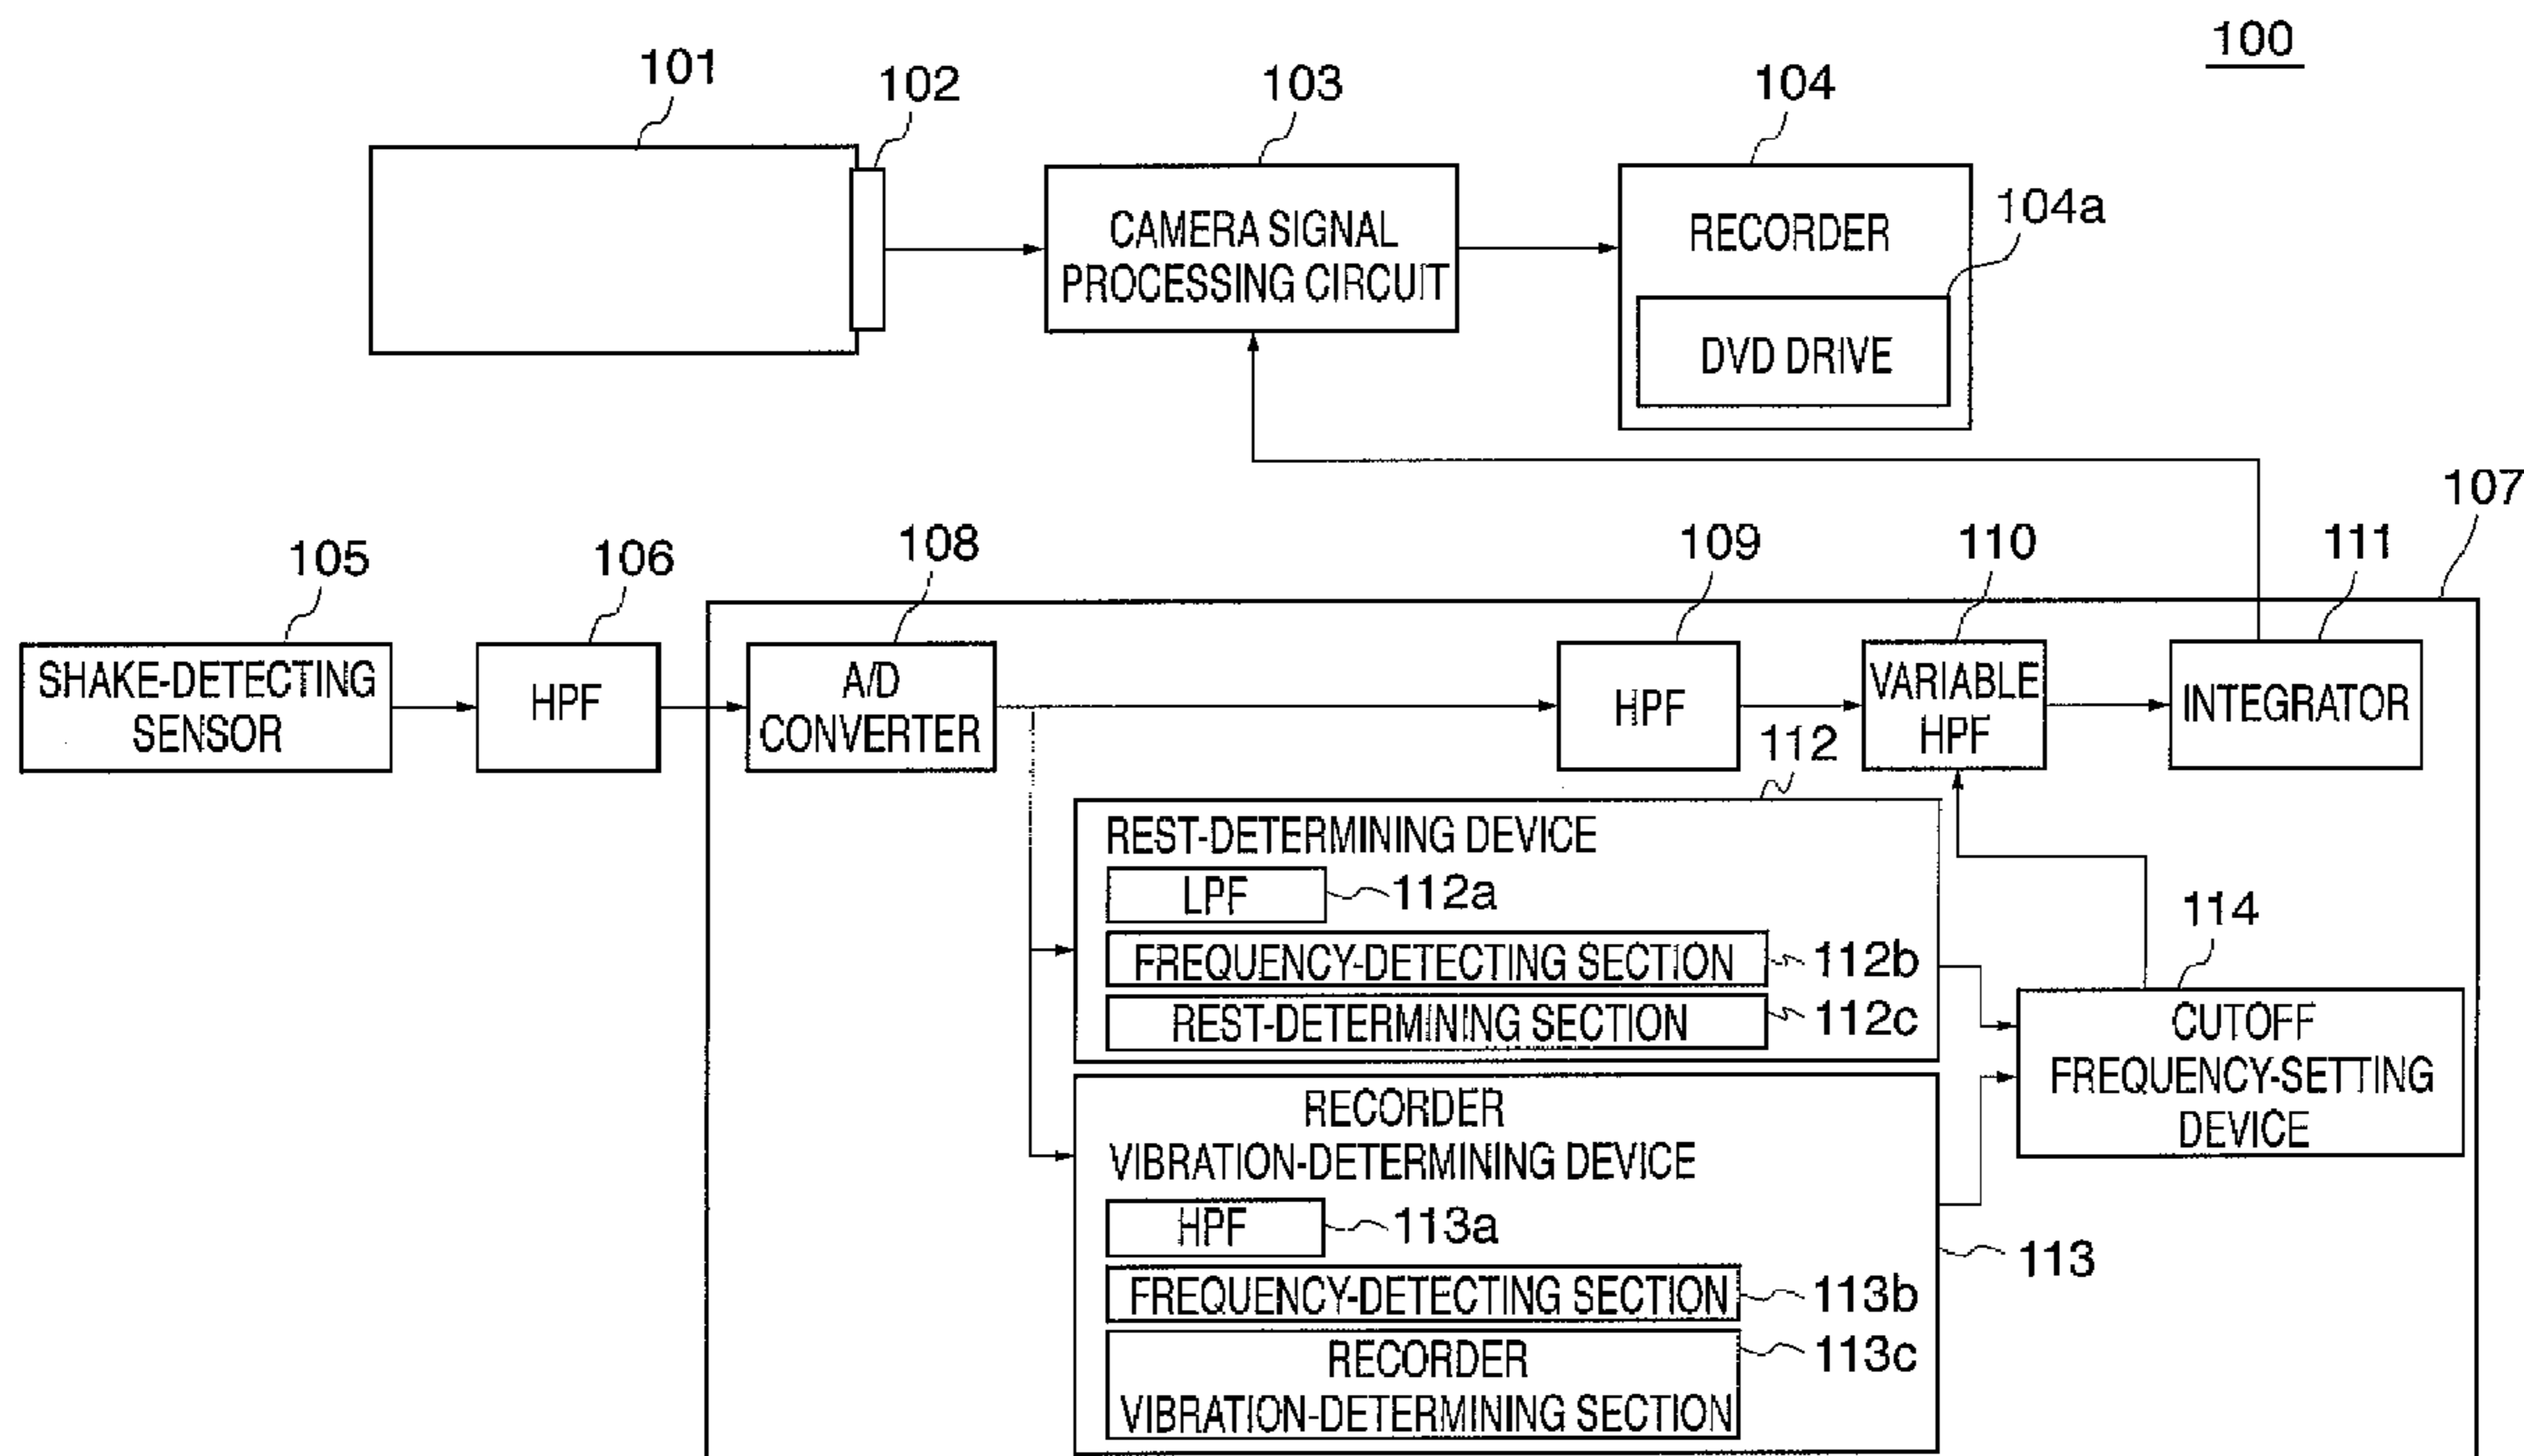 100
101
102
103
104
CAMERA SIGNAL
PROCESSING CIRCUIT
RECORDER
104a
DVD DRIVE
107
105
106
108
109
110
111
SHAKE-DETECTING
SENSOR
HPF
A/D
CONVERTER
HPF
VARIABLE
HPF
INTEGRATOR
112
REST-DETERMINING DEVICE
LPF
112a
FREQUENCY-DETECTING SECTION
112b
REST-DETERMINING SECTION
112c
114
CUTOFF
FREQUENCY-SETTING
DEVICE
RECORDER
VIBRATION-DETERMINING DEVICE
HPF
113a
113
FREQUENCY-DETECTING SECTION
113b
RECORDER
VIBRATION-DETERMINING SECTION
113c